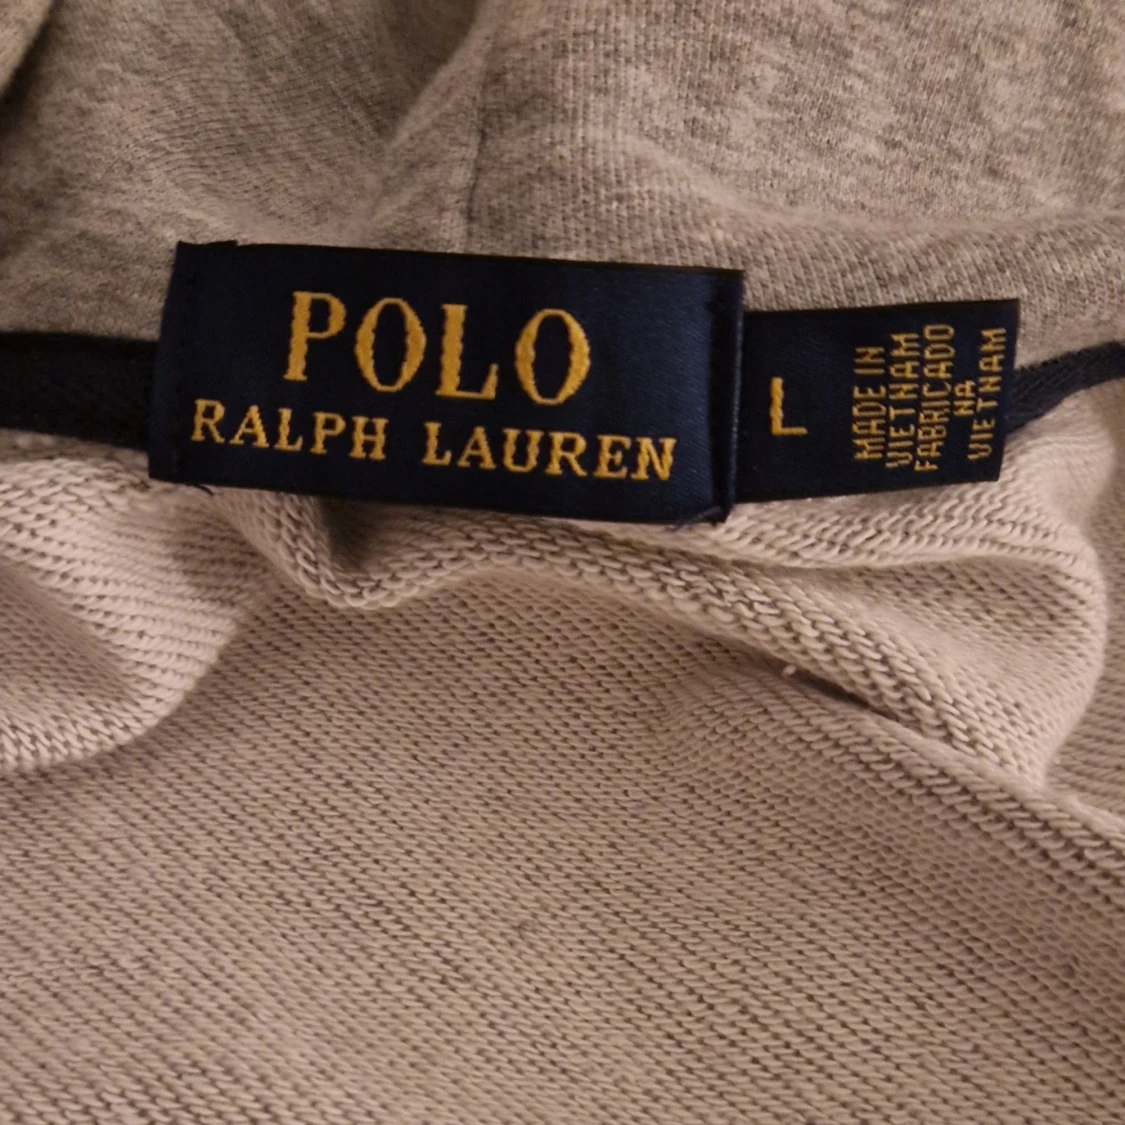 POLO
RALPH LAUREN
L
MADE IN
VIETNAM
FABRICADO
NA
VIETNAM